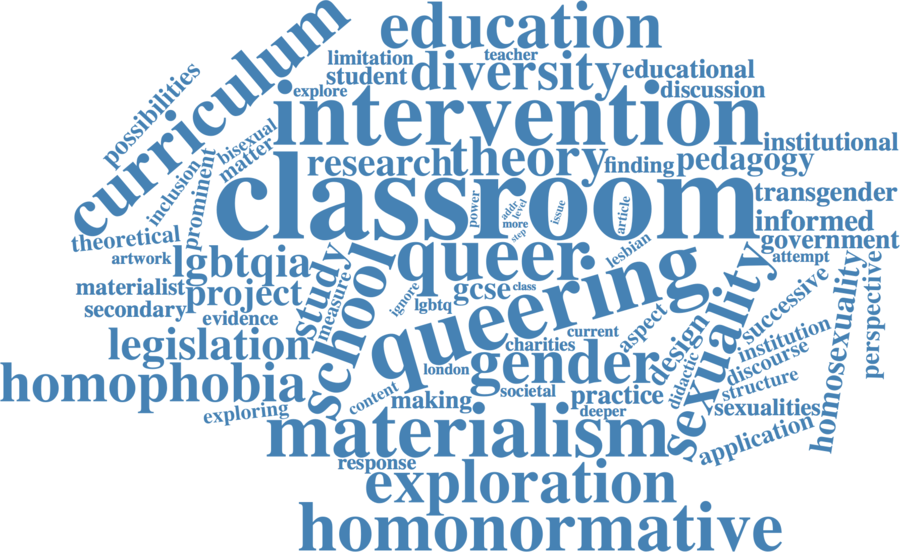 education
curriculum
limitation
teacher
student
diversity
educational
explore
discussion
possibilities
intervention
bisexual
matter
institutional
research
theory
finding
pedagogy
inclusion
prominent
classroom
power
addr
level
more
step
issue
article
transgender
informed
theoretical
government
artwork
lgbtqia
queer
lesbian
attempt
study
school
measure
materialist
project
secondary
evidence
ignore
lgbtq
gcse
class
queering
sexuality
successive
homosexuality
perspective
legislation
current
charities
aspect
design
institution
homophobia
london
gender
didactic
discourse
structure
exploring
content
making
societal
practice
deeper
sexualities
materialism
application
response
exploration
homonormative